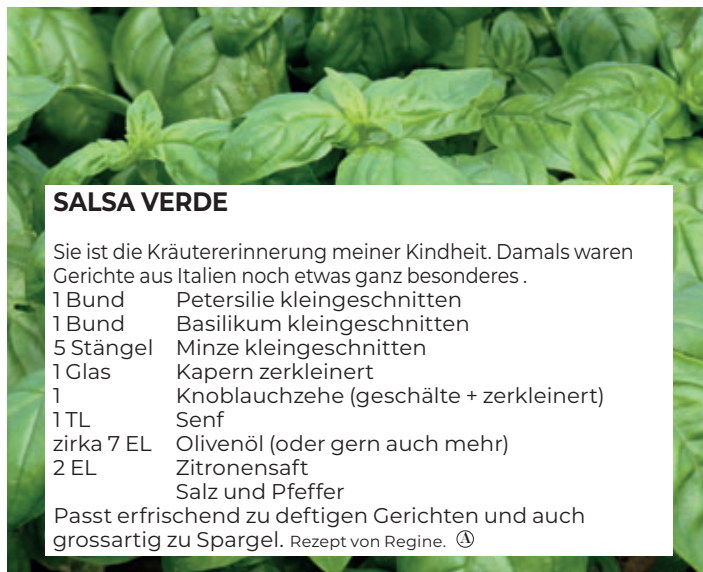 SALSA VERDE
Sie ist die Kräutererinnerung meiner Kindheit. Damals waren
Gerichte aus Italien noch etwas ganz besonderes .
1 Bund Petersilie kleingeschnitten
1 Bund Basilikum kleingeschnitten
5 Stängel Minze kleingeschnitten
1 Glas Kapern zerkleinert
1 Knoblauchzehe (geschälte + zerkleinert)
1 TL Senf
zirka 7 EL Olivenöl (oder gern auch mehr)
2 EL Zitronensaft
Salz und Pfeffer
Passt erfrischend zu deftigen Gerichten und auch
grossartig zu Spargel. Rezept von Regine. Ⓐ